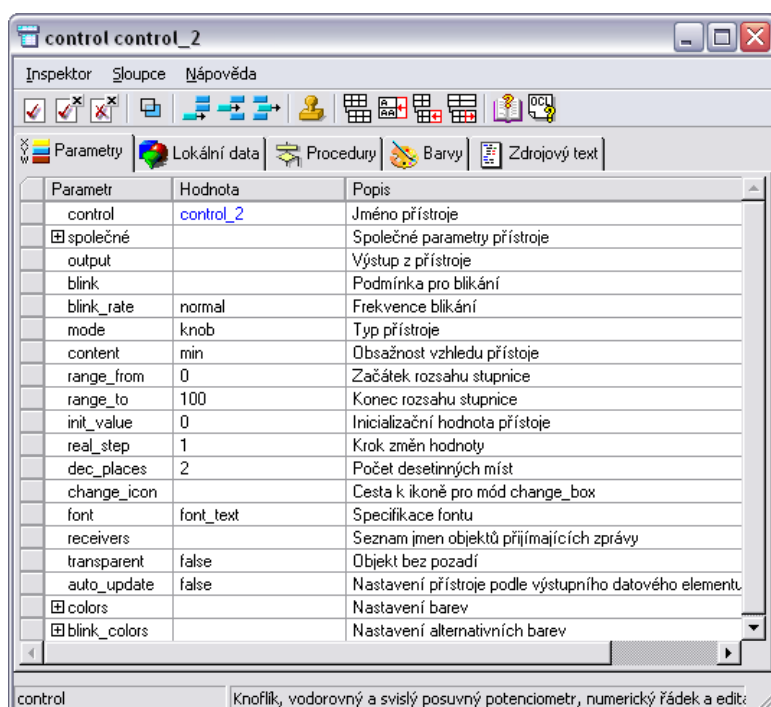 control control_2
Inspektor Sloupce Nápověda
Parametry Lokální data Procedury Barvy Zdrojový text
Parametr Hodnota Popis
control control_2 Jméno přístroje
společné Společné parametry přístroje
output Výstup z přístroje
blink Podmínka pro blikání
blink_rate normal Frekvence blikání
mode knob Typ přístroje
content min Obsažnost vzhledu přístoje
range_from 0 Začátek rozsahu stupnice
range_to 100 Konec rozsahu stupnice
init_value 0 Inicializační hodnota přístoje
real_step 1 Krok změn hodnoty
dec_places 2 Počet desetinných míst
change_icon Cesta k ikoně pro mód change_box
font font_text Specifikace fontu
receivers Seznam jmen objektů přijímajících zprávy
transparent false Objekt bez pozadí
auto_update false Nastavení přístroje podle výstupního datového elementu
colors Nastavení barev
blink_colors Nastavení alternativních barev
control Knoflík, vodorovný a svislý posuvný potenciometr, numerický řádek a edita